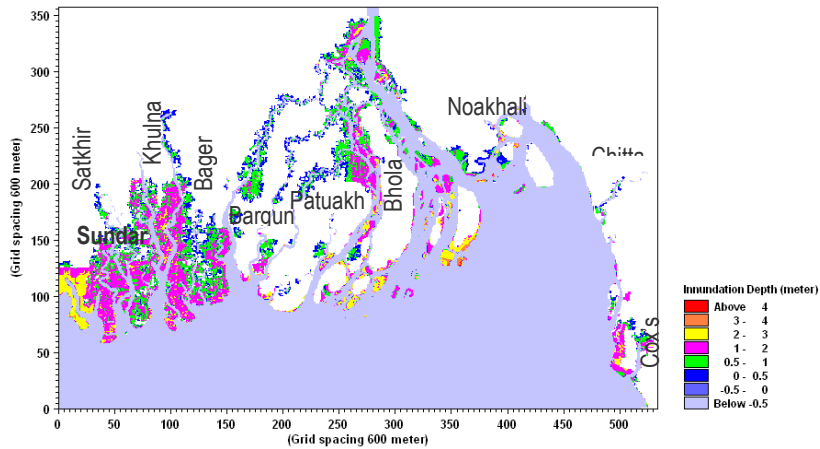 350
300
250
200
150
100
50
0
(Grid spacing 600 meter)
Satkhir
Khulna
Bager
Sundar
Bargun
Patuakh
Bhola
Noakhali
Chitta
Cox s
0 50 100 150 200 250 300 350 400 450 500
(Grid spacing 600 meter)
Innundation Depth (meter)
Above 4
3 - 4
2 - 3
1 - 2
0.5 - 1
0 - 0.5
-0.5 - 0
Below -0.5